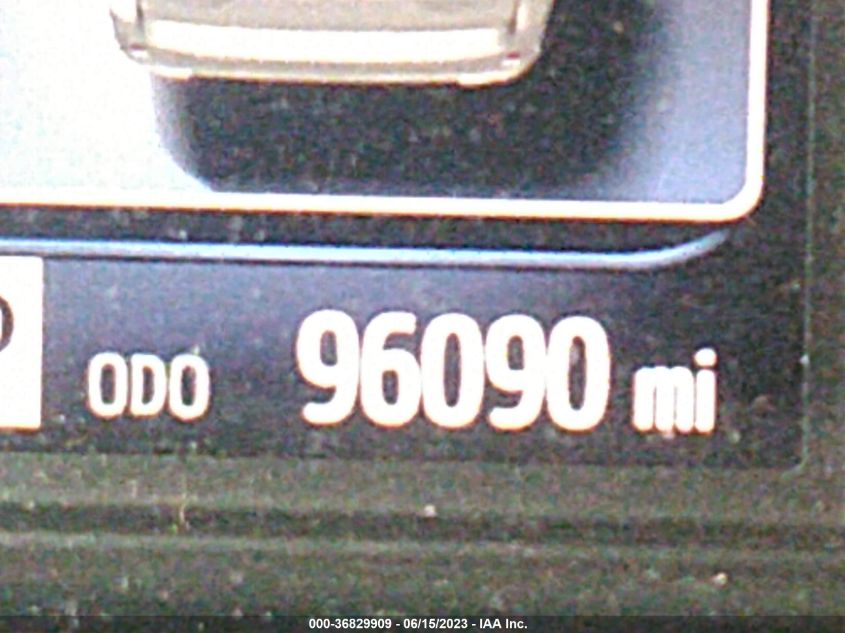 ODO 96090 mi
000-36829909 - 06/15/2023 - IAA Inc.